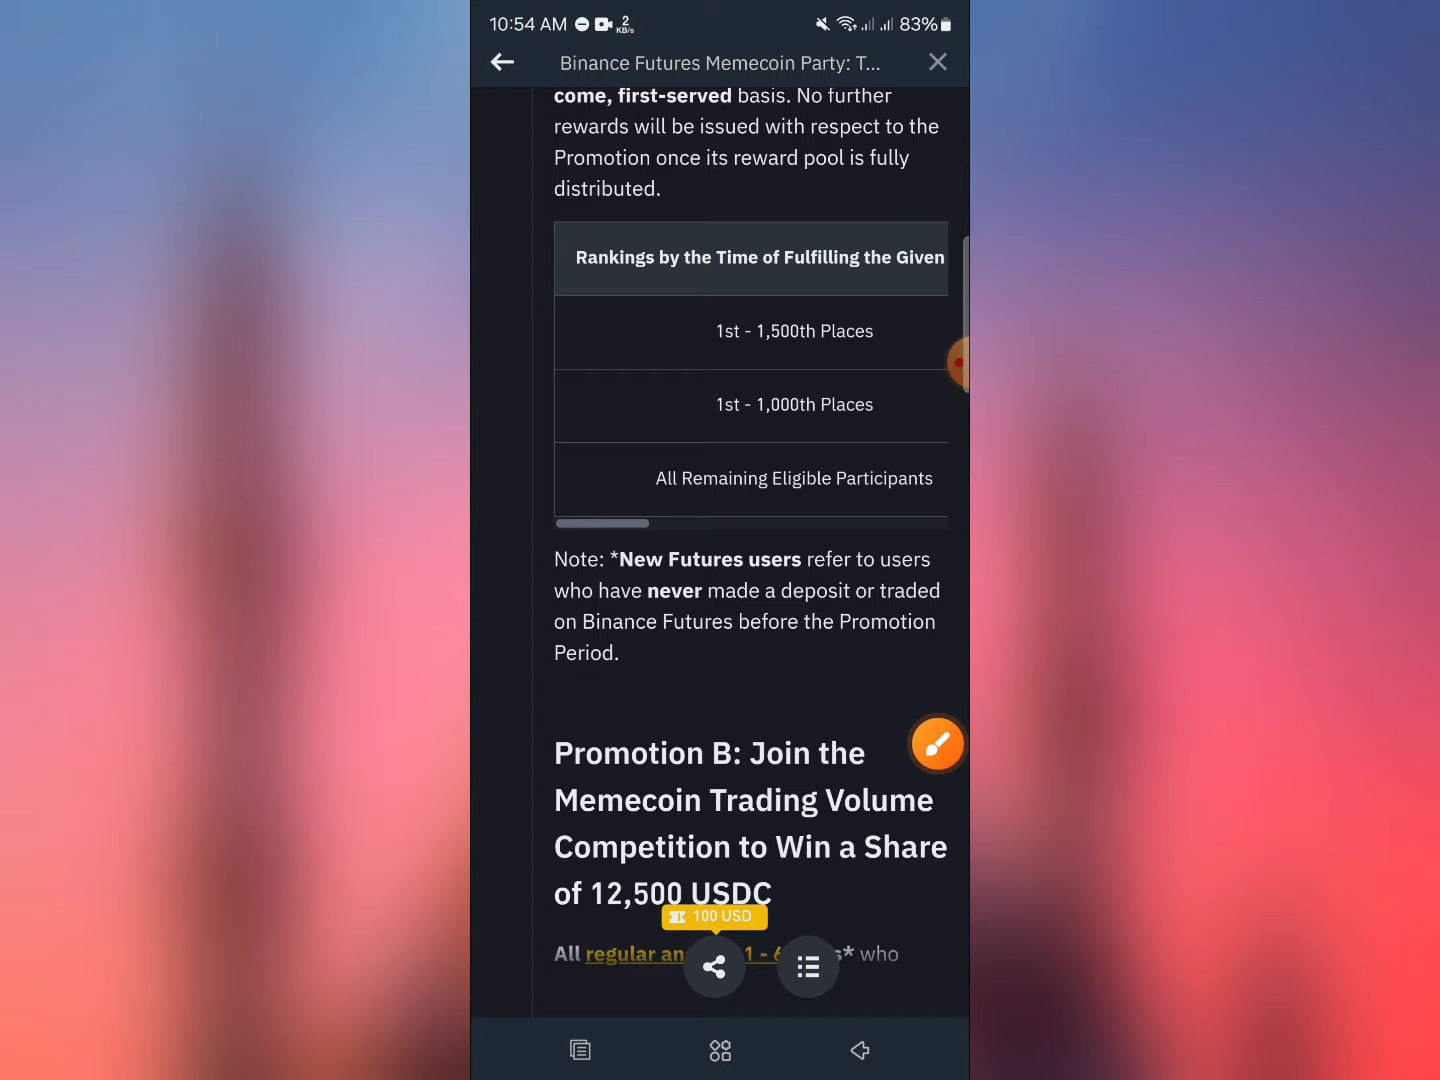 10:54 AM 2 KB/s 83%
Binance Futures Memecoin Party: T...
come, first-served basis. No further
rewards will be issued with respect to the
Promotion once its reward pool is fully
distributed.
Rankings by the Time of Fulfilling the Given
1st - 1,500th Places
1st - 1,000th Places
All Remaining Eligible Participants
Note: *New Futures users refer to users
who have never made a deposit or traded
on Binance Futures before the Promotion
Period.
Promotion B: Join the
Memecoin Trading Volume
Competition to Win a Share
of 12,500 USDC
100 USD
All regular an 1 - 6 s* who